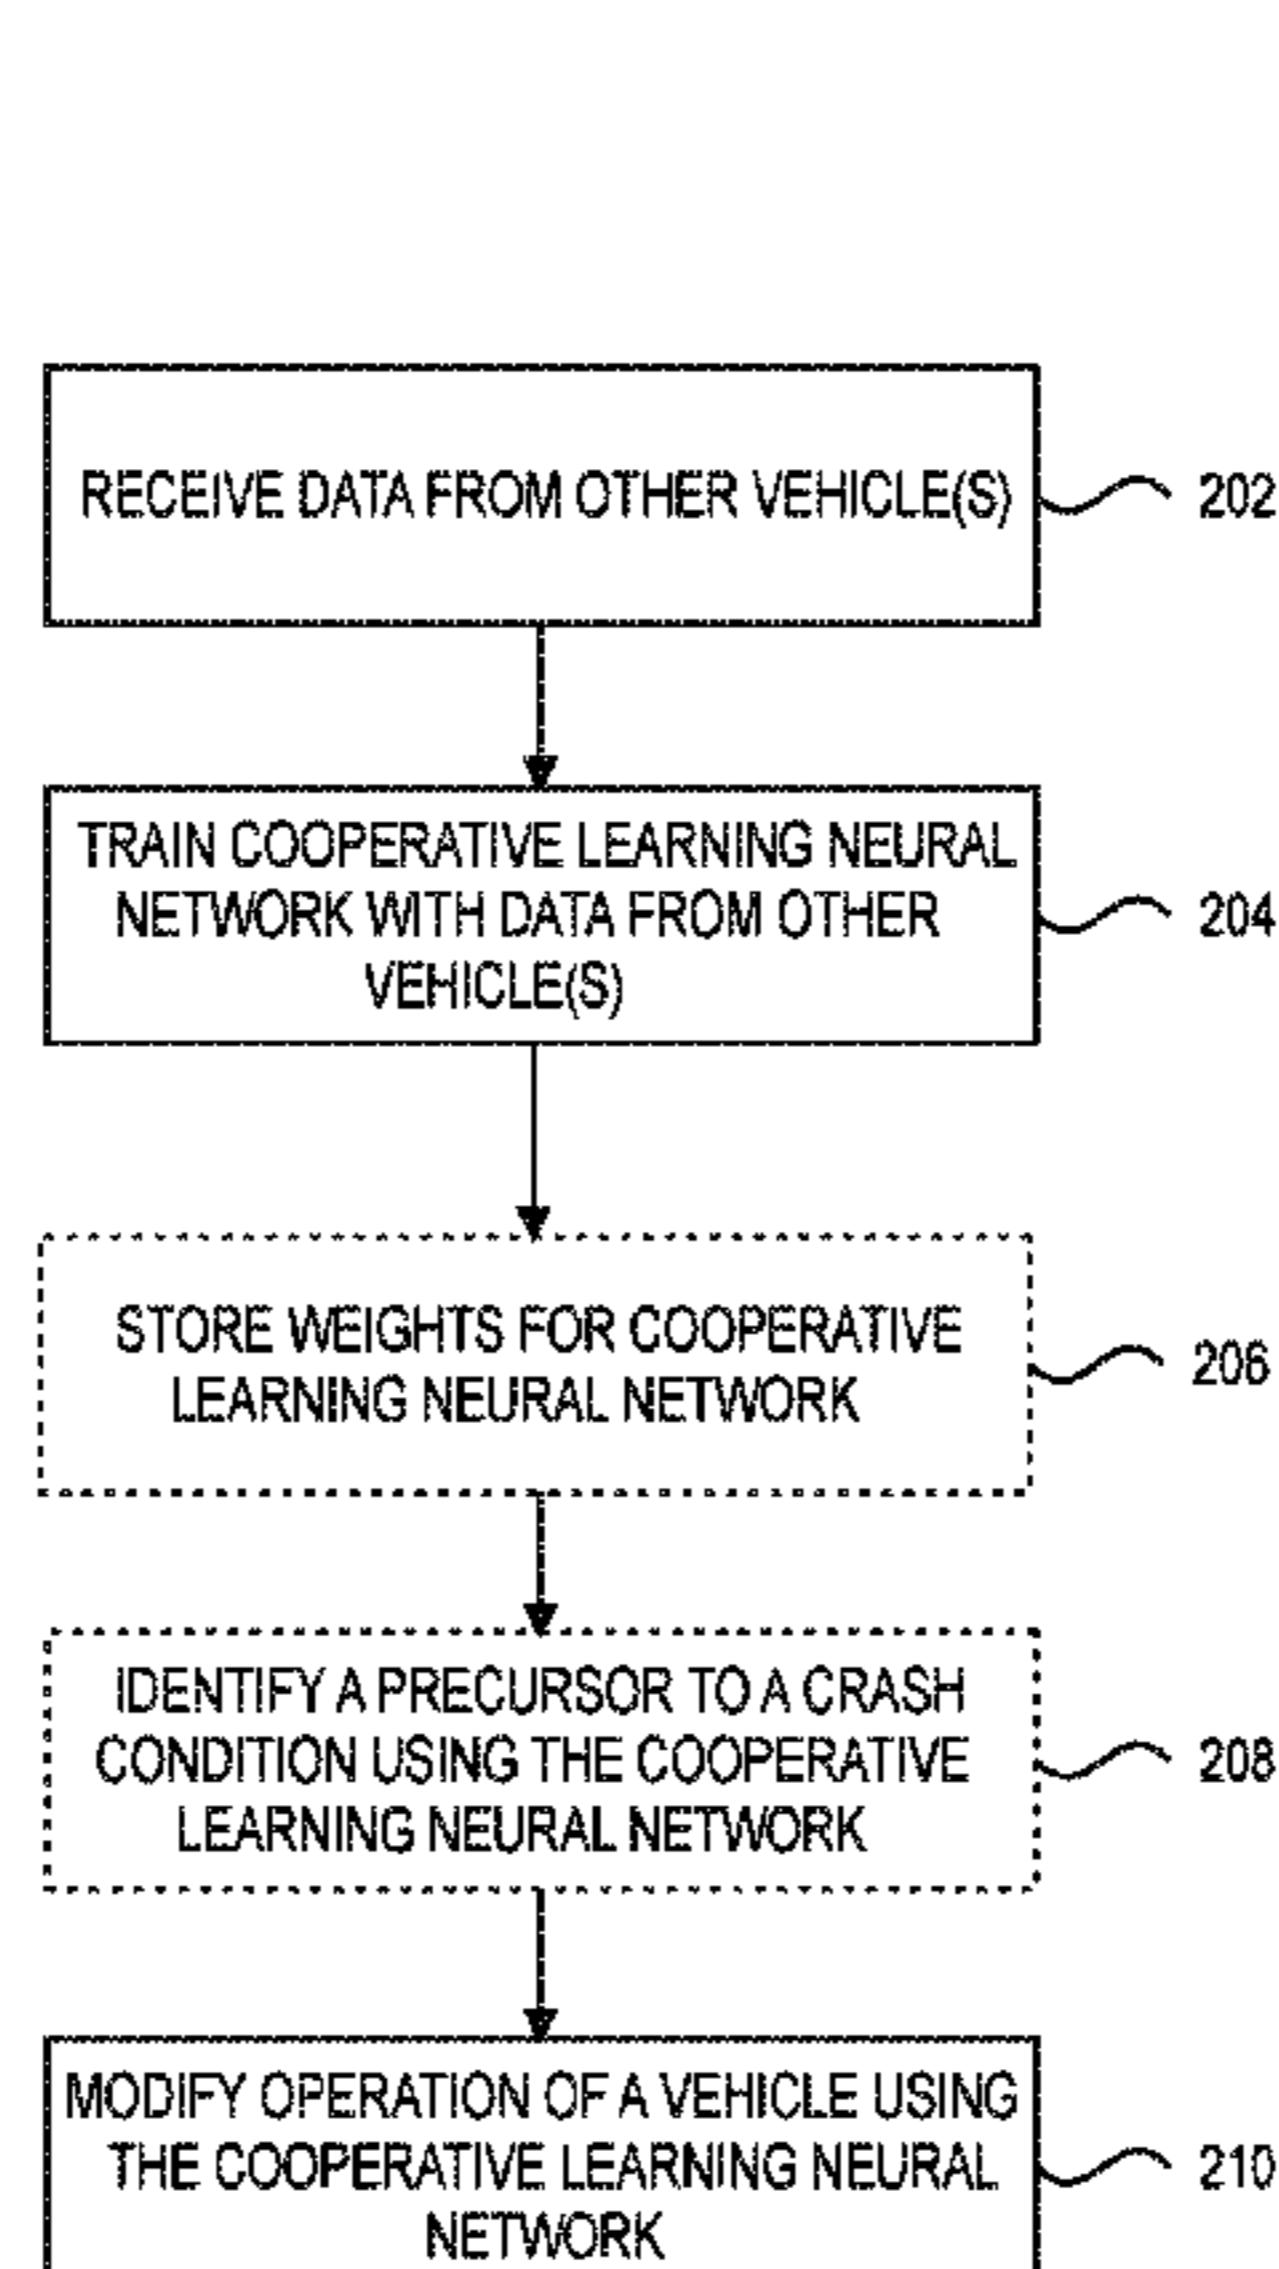 RECEIVE DATA FROM OTHER VEHICLE(S)
202
TRAIN COOPERATIVE LEARNING NEURAL
NETWORK WITH DATA FROM OTHER
VEHICLE(S)
204
STORE WEIGHTS FOR COOPERATIVE
LEARNING NEURAL NETWORK
206
IDENTIFY A PRECURSOR TO A CRASH
CONDITION USING THE COOPERATIVE
LEARNING NEURAL NETWORK
208
MODIFY OPERATION OF A VEHICLE USING
THE COOPERATIVE LEARNING NEURAL
NETWORK
210